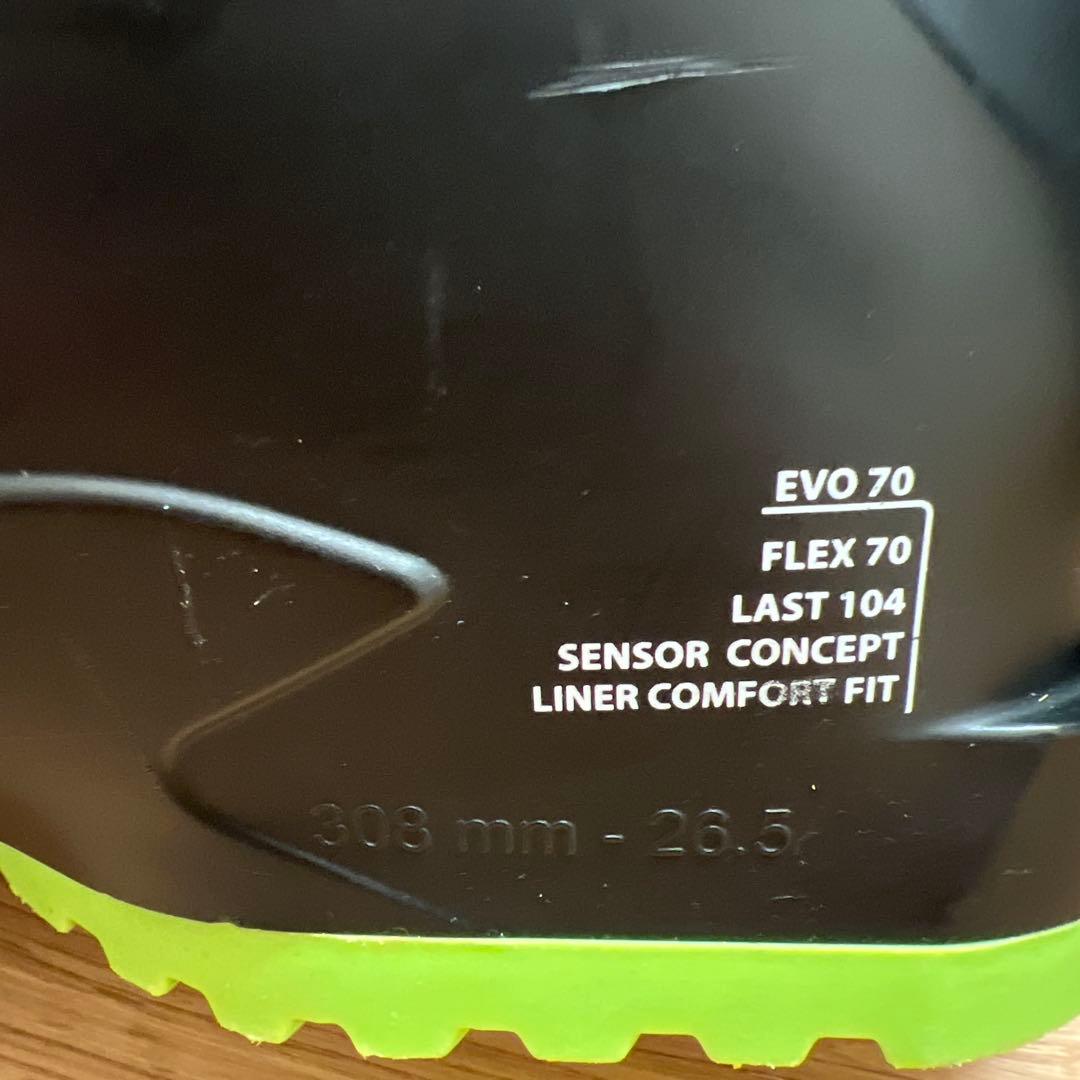 EVO 70
FLEX 70
LAST 104
SENSOR CONCEPT
LINER COMFORT FIT
308 mm - 26.5